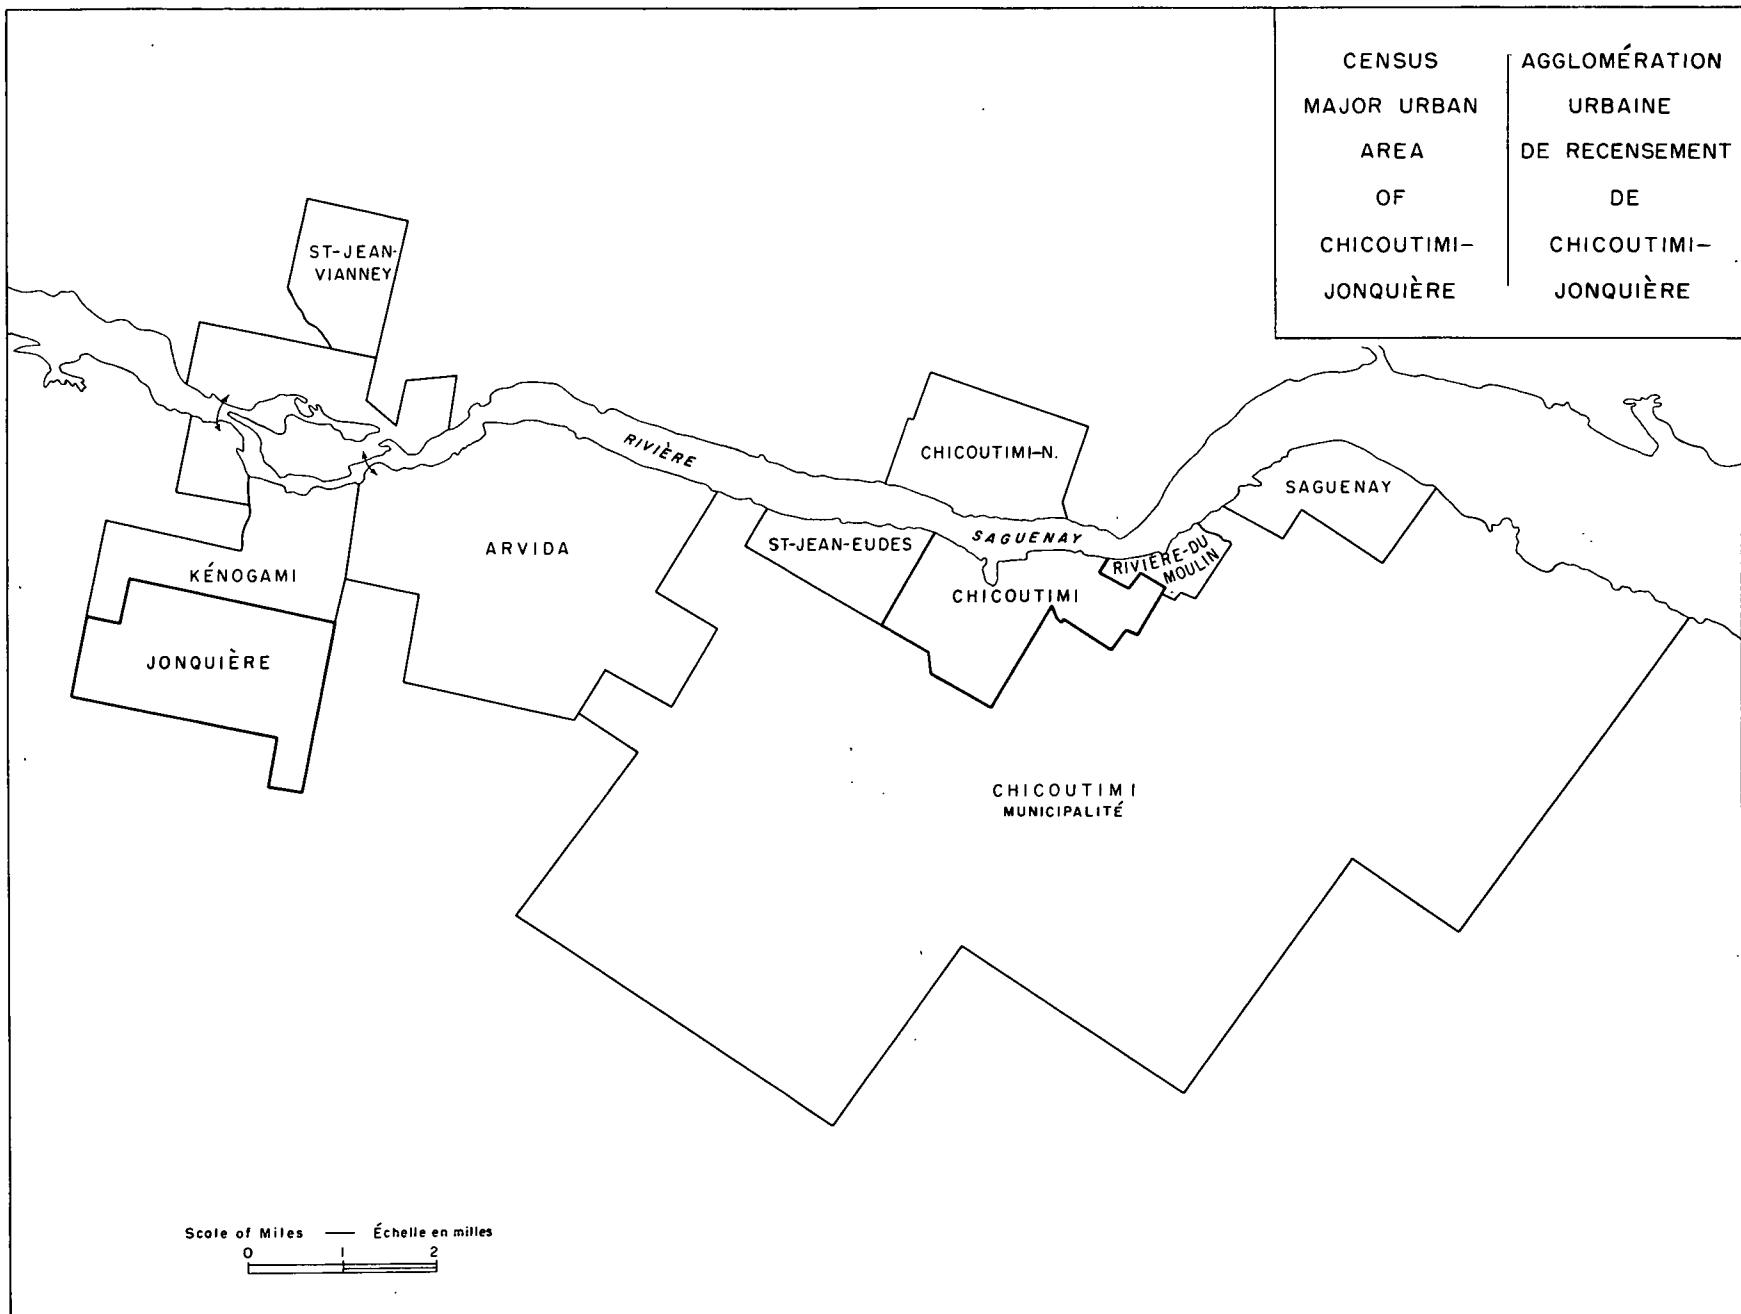 CENSUS
MAJOR URBAN
AREA
OF
CHICOUTIMI-
JONQUIÈRE
AGGLOMÉRATION
URBAINE
DE RECENSEMENT
DE
CHICOUTIMI-
JONQUIÈRE
ST-JEAN-
VIANNEY
RIVIÈRE
CHICOUTIMI-N.
SAGUENAY
SAGUENAY
ARVIDA
ST-JEAN-EUDES
RIVIÈRE-DU
MOULIN
KÉNOGAMI
CHICOUTIMI
JONQUIÈRE
CHICOUTIMI
MUNICIPALITÉ
Scale of Miles — Échelle en milles
0 1 2